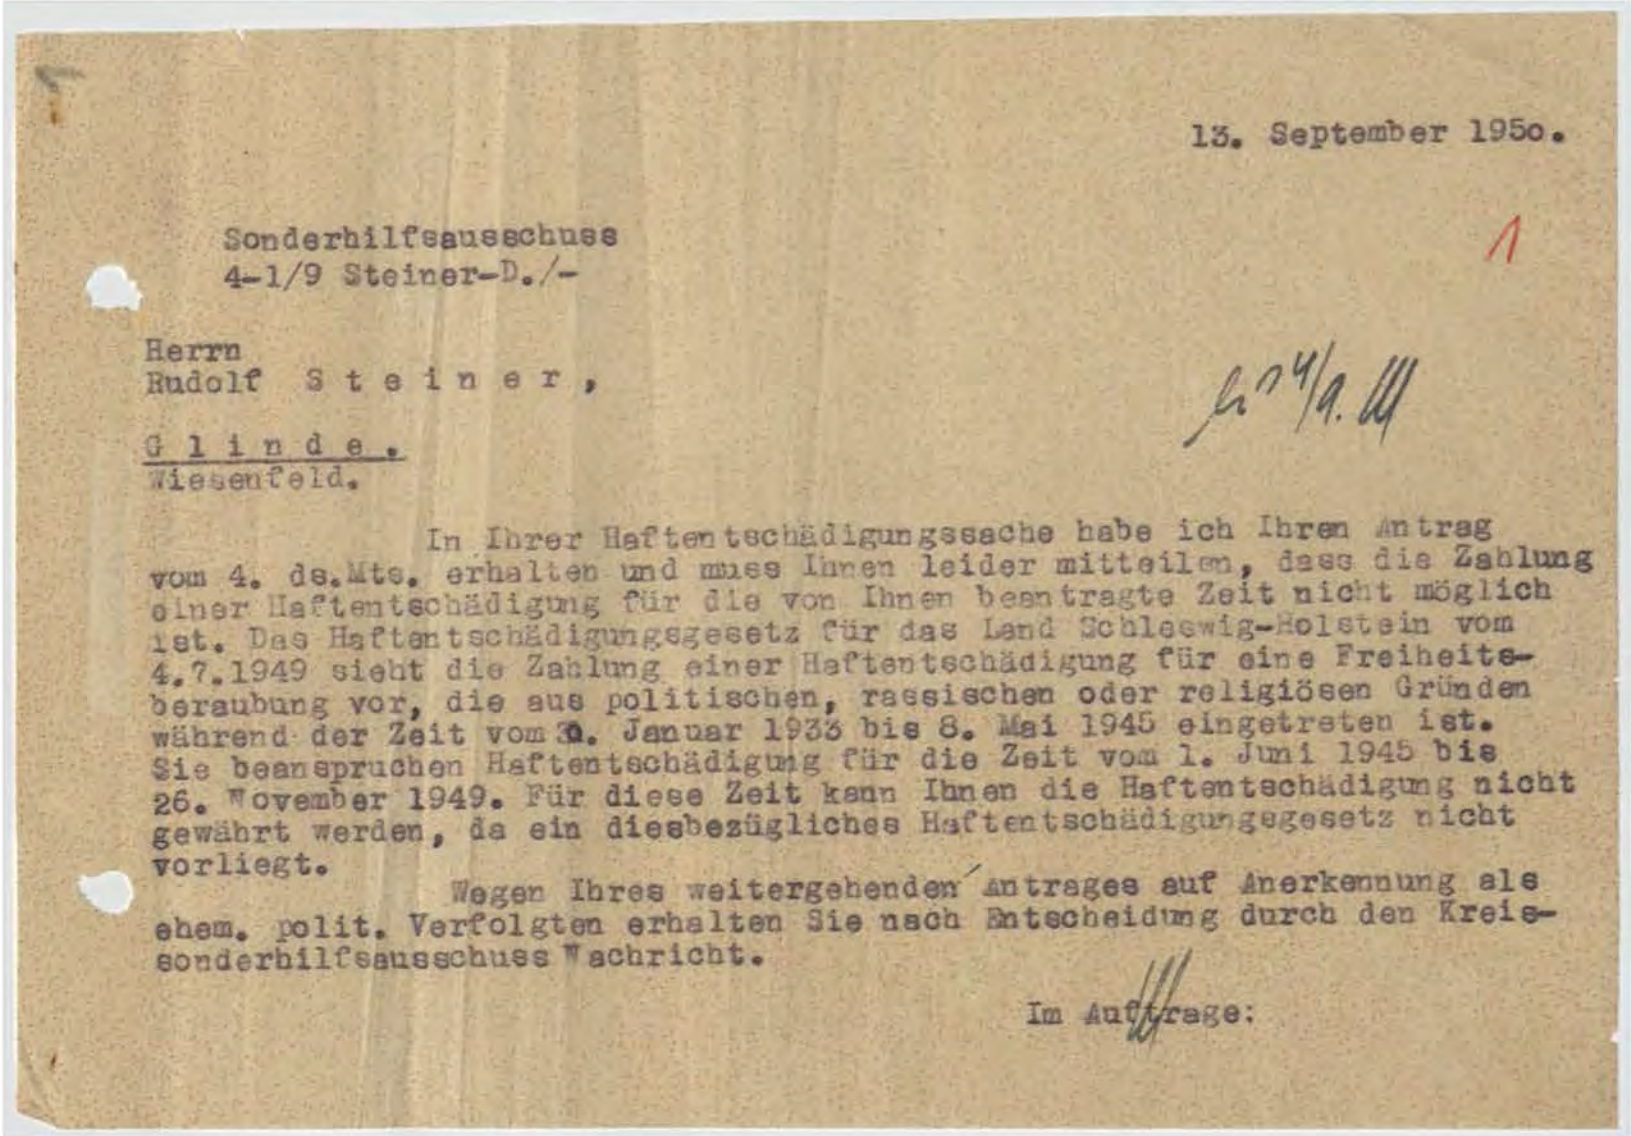 13. September 1950.
1
Sonderhilfsausschuss
4-1/9 Steiner-D./-
Herrn
Rudolf Steiner,
Glinde.
Wiesenfeld.
In Ihrer Haftentschädigungssache habe ich Ihren Antrag
vom 4. ds.Mts. erhalten und muss Ihnen leider mitteilen, dass die Zahlung
einer Haftentschädigung für die von Ihnen beantragte Zeit nicht möglich
ist. Das Haftentschädigungsgesetz für das Land Schleswig-Holstein vom
4.7.1949 sieht die Zahlung einer Haftentschädigung für eine Freiheits-
beraubung vor, die aus politischen, rassischen oder religiösen Gründen
während der Zeit vom 30. Januar 1933 bis 8. Mai 1945 eingetreten ist.
Sie beanspruchen Haftentschädigung für die Zeit vom 1. Juni 1945 bis
26. November 1949. Für diese Zeit kann Ihnen die Haftentschädigung nicht
gewährt werden, da ein diesbezügliches Haftentschädigungsgesetz nicht
vorliegt.
Wegen Ihres weitergehenden Antrages auf Anerkennung als
ehem. polit. Verfolgten erhalten Sie nach Entscheidung durch den Kreis-
sonderhilfsausschuss Nachricht.
Im Auftrage: